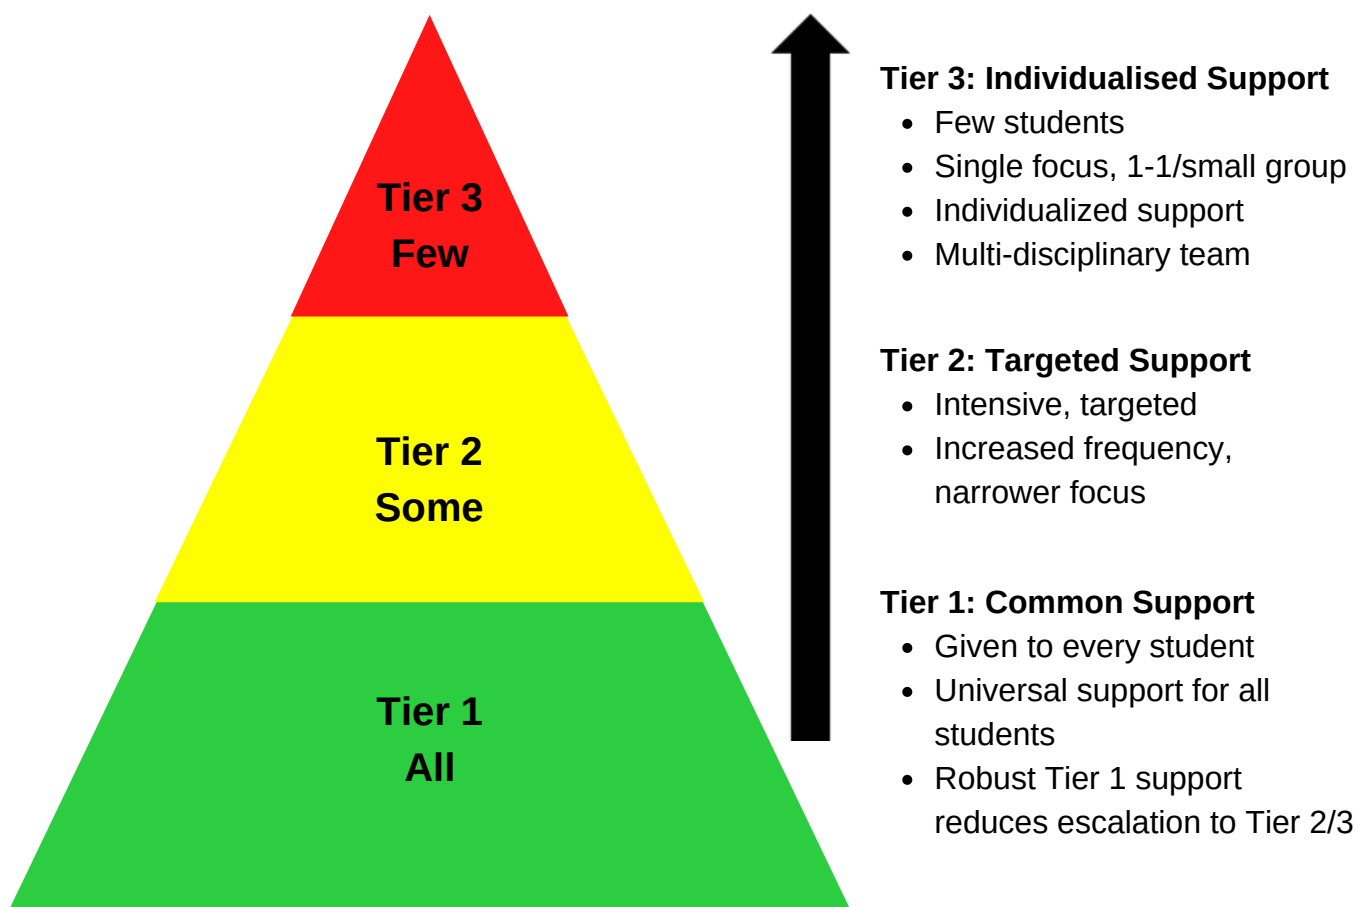 Tier 3
Few
Tier 2
Some
Tier 1
All
Tier 3: Individualised Support
• Few students
• Single focus, 1-1/small group
• Individualized support
• Multi-disciplinary team
Tier 2: Targeted Support
• Intensive, targeted
• Increased frequency,
narrower focus
Tier 1: Common Support
• Given to every student
• Universal support for all
students
• Robust Tier 1 support
reduces escalation to Tier 2/3